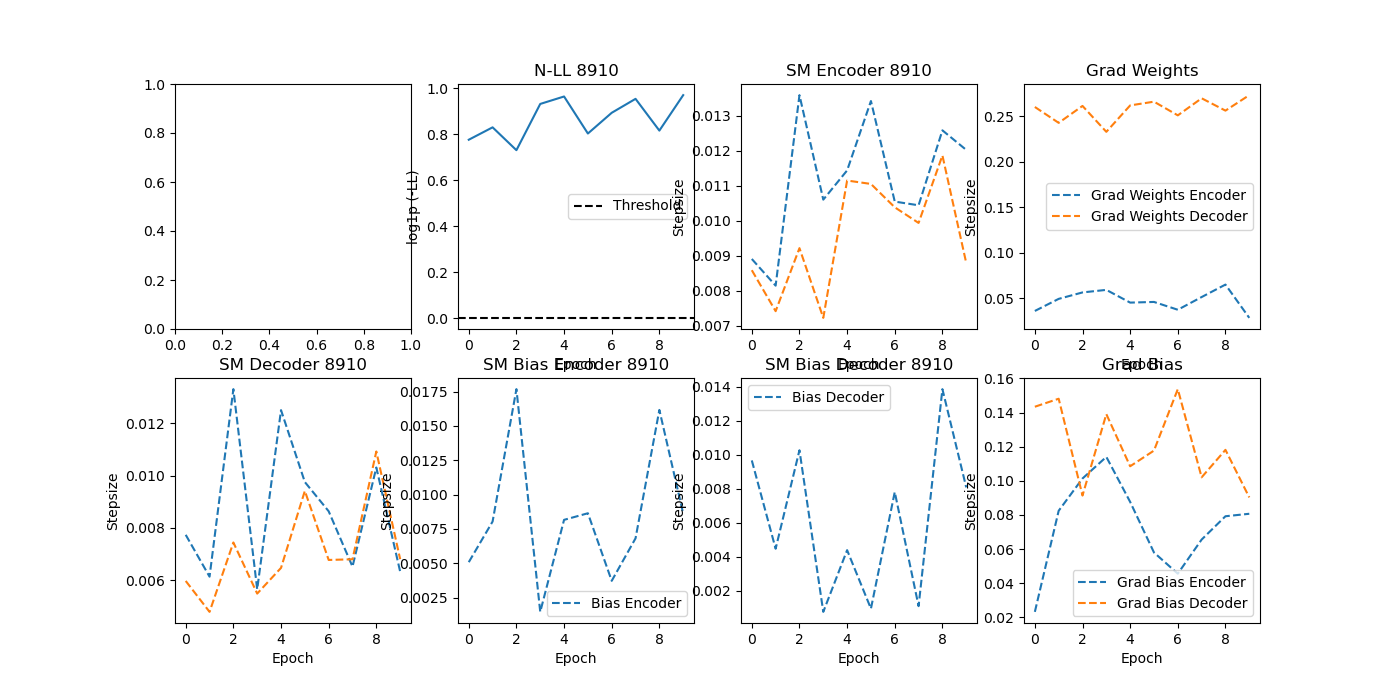 N-LL 8910
SM Encoder 8910
Grad Weights
1.0
0.8
0.6
0.4
0.2
0.0
0.0 0.2 0.4 0.6 0.8 1.0
log1p (-LL)
1.0
0.8
0.6
0.4
0.2
0.0
Threshold
0 2 4 6 8
Epoch
Stepsize
0.013
0.012
0.011
0.010
0.009
0.008
0.007
0 2 4 6 8
Epoch
Stepsize
0.25
0.20
0.15
0.10
0.05
Grad Weights Encoder
Grad Weights Decoder
0 2 4 6 8
Epoch
SM Decoder 8910
SM Bias Encoder 8910
SM Bias Decoder 8910
Grad Bias
Stepsize
0.012
0.010
0.008
0.006
0 2 4 6 8
Epoch
Stepsize
0.0175
0.0150
0.0125
0.0100
0.0075
0.0050
0.0025
Bias Encoder
0 2 4 6 8
Epoch
Stepsize
0.014
0.012
0.010
0.008
0.006
0.004
0.002
Bias Decoder
0 2 4 6 8
Epoch
Stepsize
0.16
0.14
0.12
0.10
0.08
0.06
0.04
0.02
Grad Bias Encoder
Grad Bias Decoder
0 2 4 6 8
Epoch